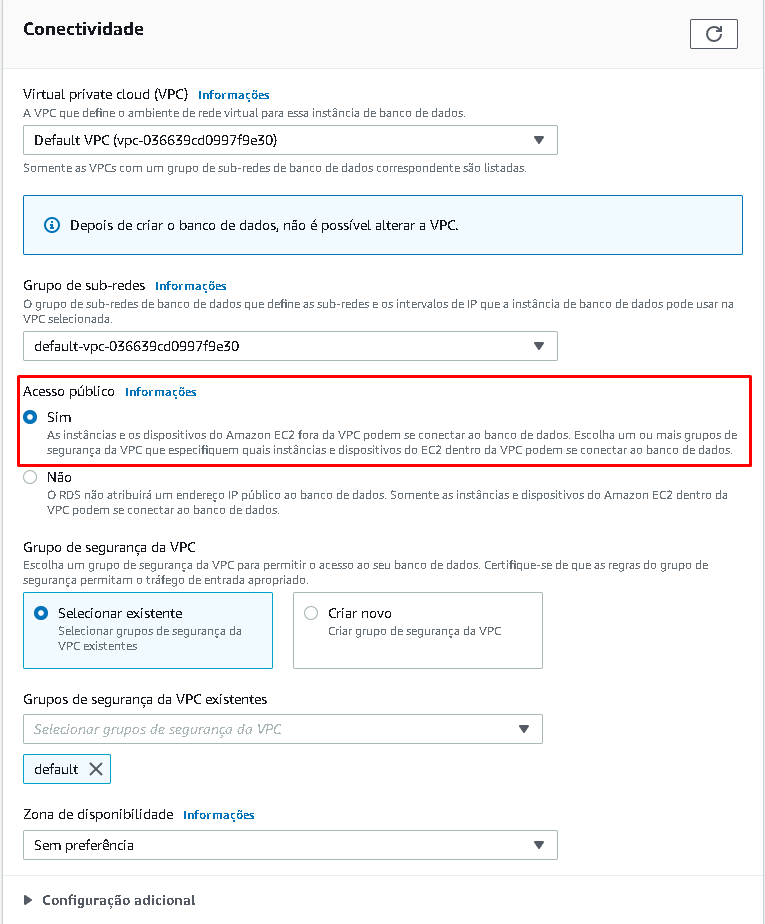 Conectividade
Virtual private cloud (VPC) Informações
A VPC que define o ambiente de rede virtual para essa instância de banco de dados.
Default VPC (vpc-036639cd0997f9e30)
Somente as VPCs com um grupo de sub-redes de banco de dados correspondente são listadas.
Depois de criar o banco de dados, não é possível alterar a VPC.
Grupo de sub-redes Informações
O grupo de sub-redes de banco de dados que define as sub-redes e os intervalos de IP que a instância de banco de dados pode usar na
VPC selecionada.
default-vpc-036639cd0997f9e30
Acesso público Informações
Sim
As instâncias e os dispositivos do Amazon EC2 fora da VPC podem se conectar ao banco de dados. Escolha um ou mais grupos de
segurança da VPC que especifiquem quais instâncias e dispositivos do EC2 dentro da VPC podem se conectar ao banco de dados.
Não
O RDS não atribuirá um endereço IP público ao banco de dados. Somente as instâncias e dispositivos do Amazon EC2 dentro da
VPC podem se conectar ao banco de dados.
Grupo de segurança da VPC
Escolha um grupo de segurança da VPC para permitir o acesso ao seu banco de dados. Certifique-se de que as regras do grupo de
segurança permitam o tráfego de entrada apropriado.
Selecionar existente
Selecionar grupos de segurança da
VPC existentes
Criar novo
Criar grupo de segurança da VPC
Grupos de segurança da VPC existentes
Selecionar grupos de segurança da VPC
default
Zona de disponibilidade Informações
Sem preferência
Configuração adicional